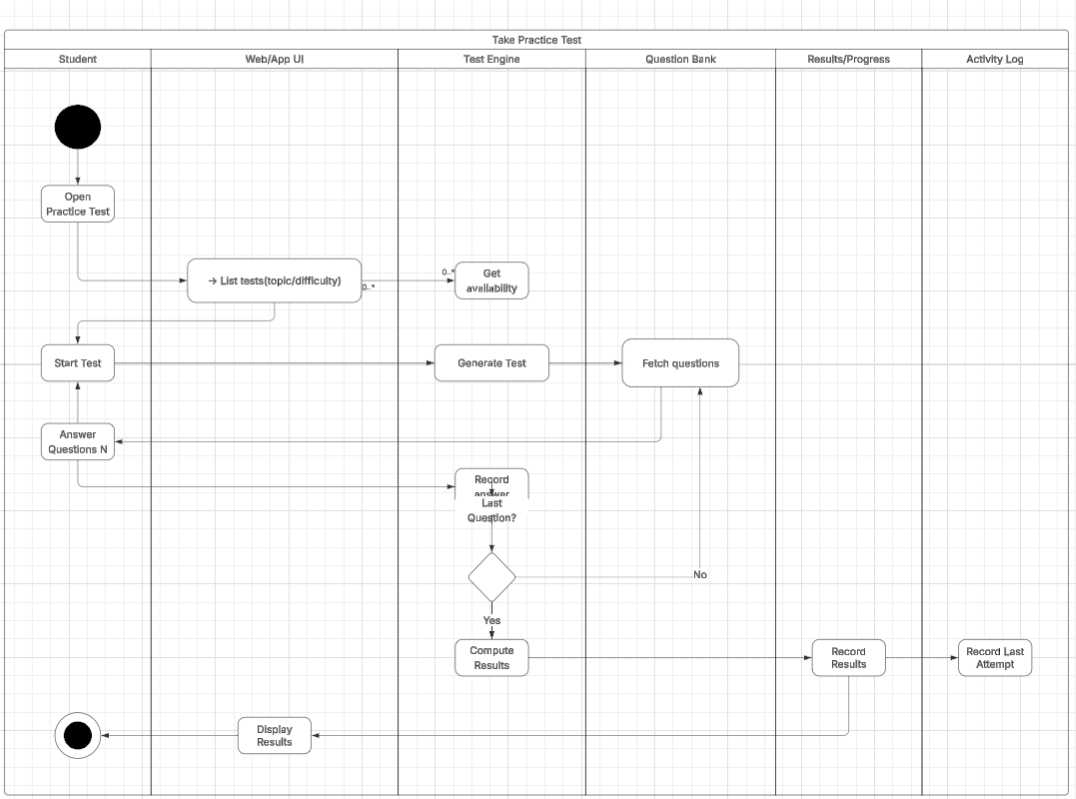 Take Practice Test
Student
Web/App UI
Test Engine
Question Bank
Results/Progress
Activity Log
Open
Practice Test
→ List tests(topic/difficulty)
0..*
0..*
Get
availability
Start Test
Generate Test
Fetch questions
Answer
Questions N
Record
answer
Last
Question?
No
Yes
Compute
Results
Record
Results
Record Last
Attempt
Display
Results